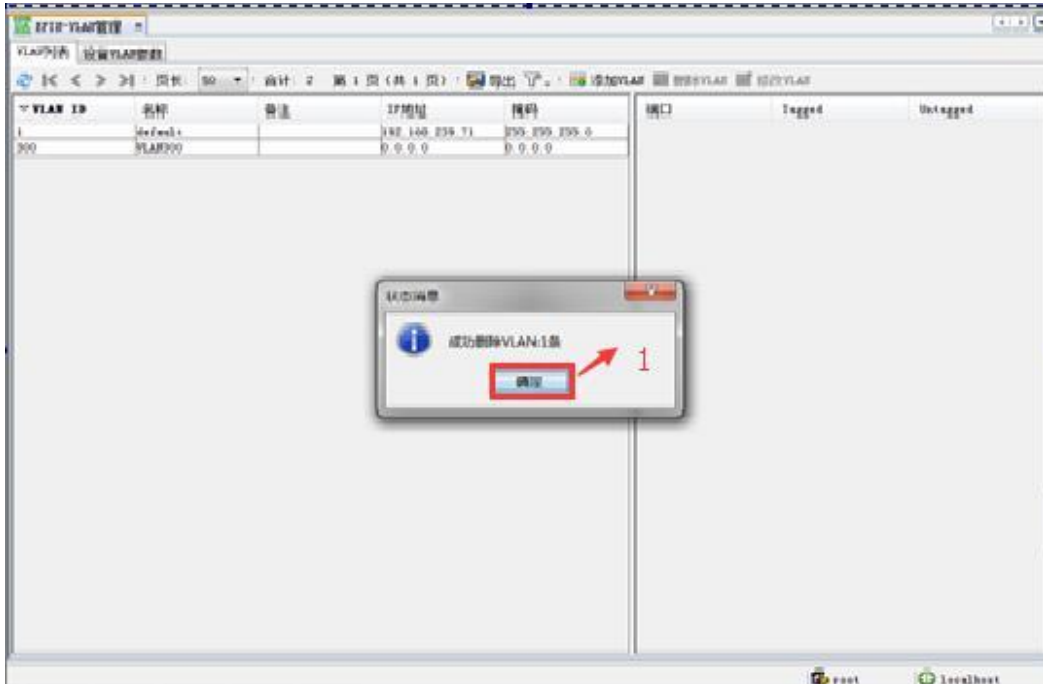 VLAN管理
VLAN列表 设备VLAN参数
页长: 50 合计: 2 第 1 页 (共 1 页) 导出 添加VLAN 删除VLAN 修改VLAN
VLAN ID 名称 备注 IP地址 掩码 端口 Tagged Untagged
1 default 192.168.239.71 255.255.255.0
300 VLAN300 0.0.0.0 0.0.0.0
状态消息
成功删除VLAN:1条
确定
1
root localhost